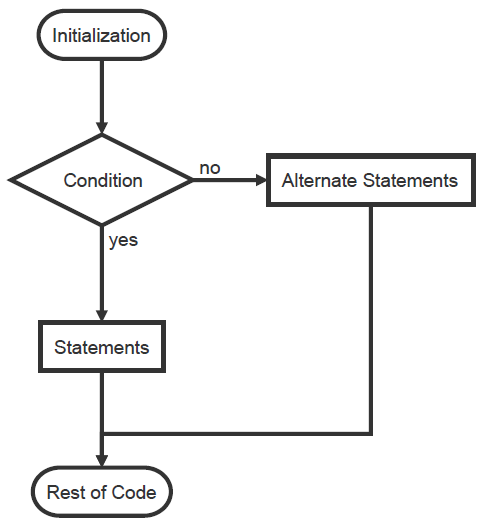 Initialization
Condition
no
Alternate Statements
yes
Statements
Rest of Code